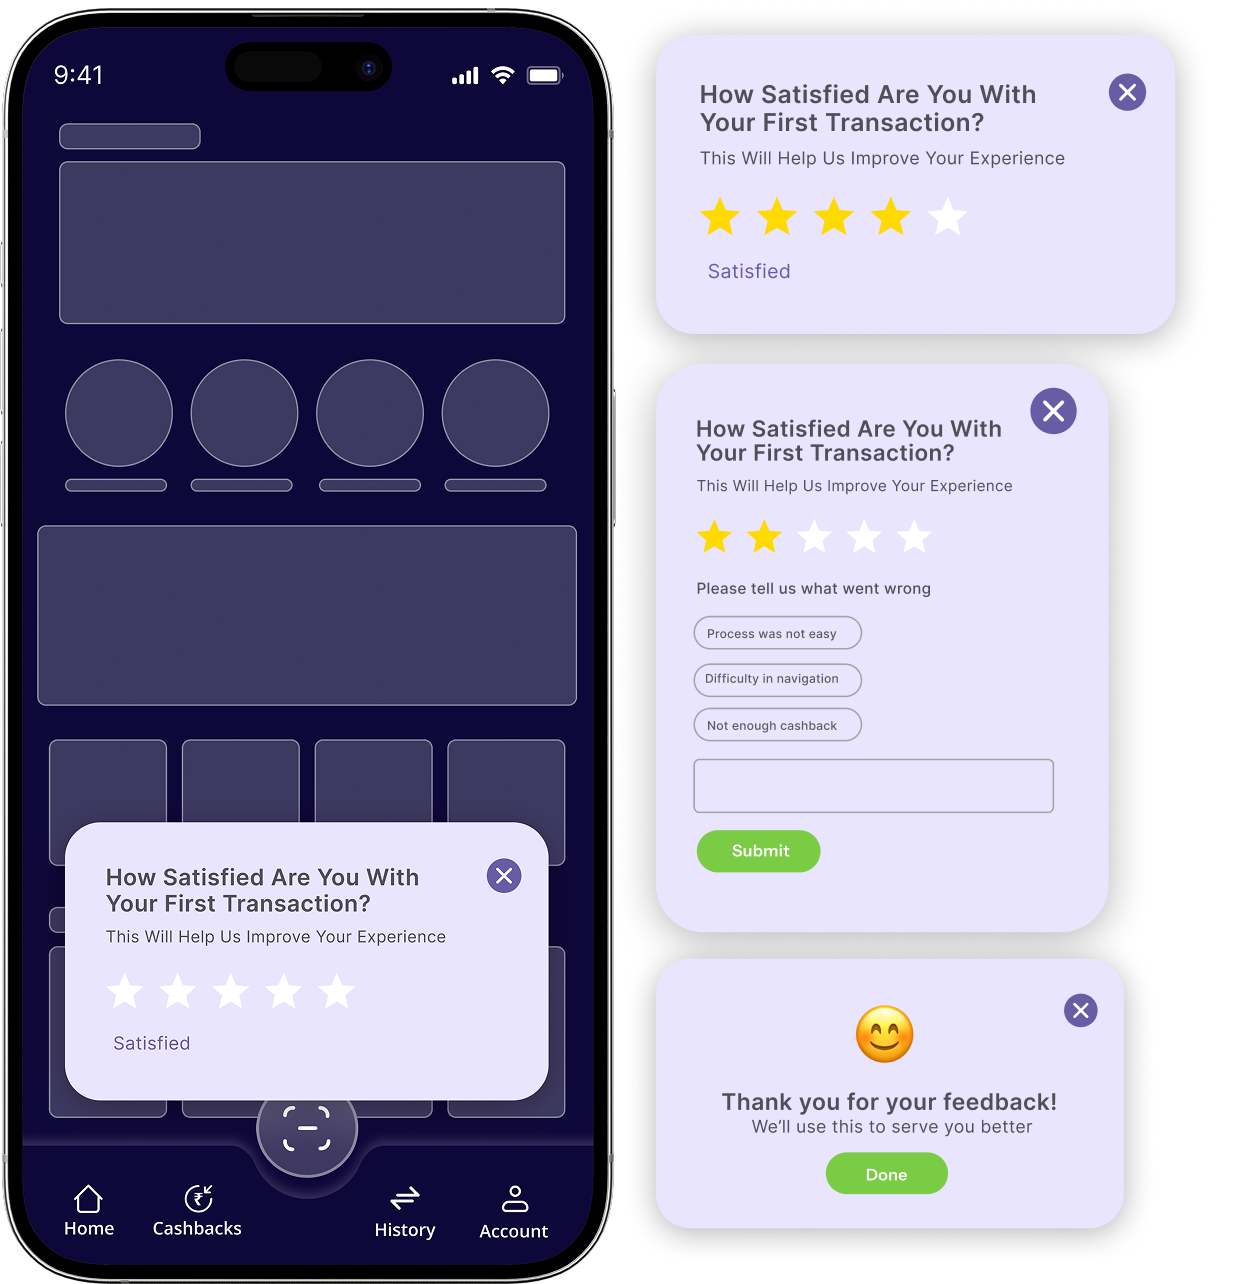 9:41
How Satisfied Are You With
Your First Transaction?
This Will Help Us Improve Your Experience
Satisfied
₹
Home
Cashbacks
History
Account
How Satisfied Are You With
Your First Transaction?
This Will Help Us Improve Your Experience
Satisfied
How Satisfied Are You With
Your First Transaction?
This Will Help Us Improve Your Experience
Please tell us what went wrong
Process was not easy
Difficulty in navigation
Not enough cashback
Submit
Thank you for your feedback!
We’ll use this to serve you better
Done